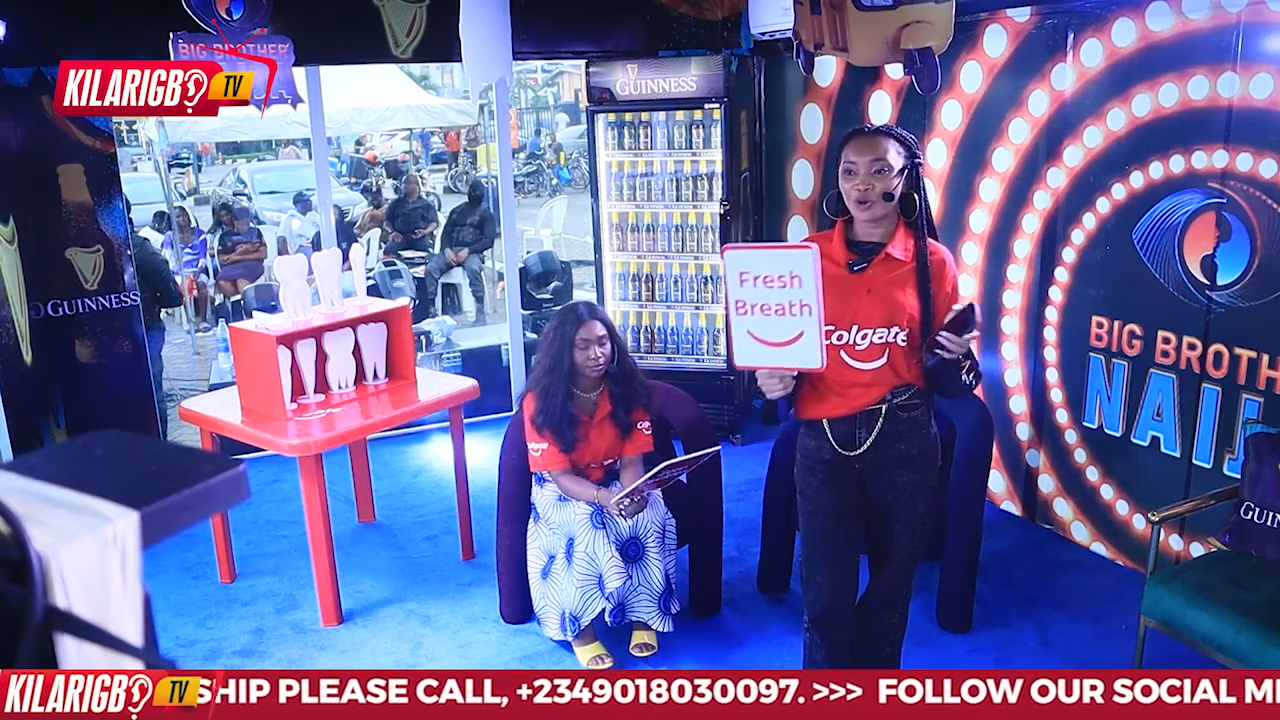 BIG BROTHER
KILARIGBO TV
GUINNESS
GUINNESS
Fresh
Breath
Colgate
Colgate
BIG BROTH
NAIJ
GUIN
KILARIGBO TV
SHIP PLEASE CALL, +2349018030097. >>> FOLLOW OUR SOCIAL M